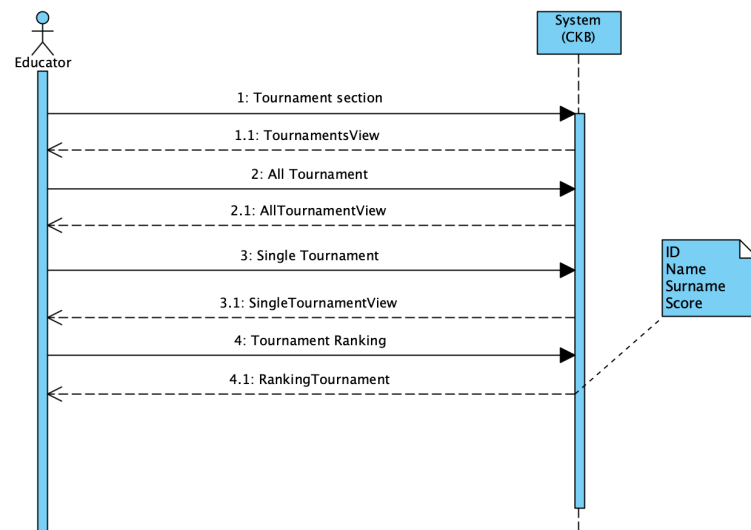 System
(CKB)
Educator
1: Tournament section
1.1: TournamentsView
2: All Tournament
2.1: AllTournamentView
3: Single Tournament
ID
Name
Surname
Score
3.1: SingleTournamentView
4: Tournament Ranking
4.1: RankingTournament